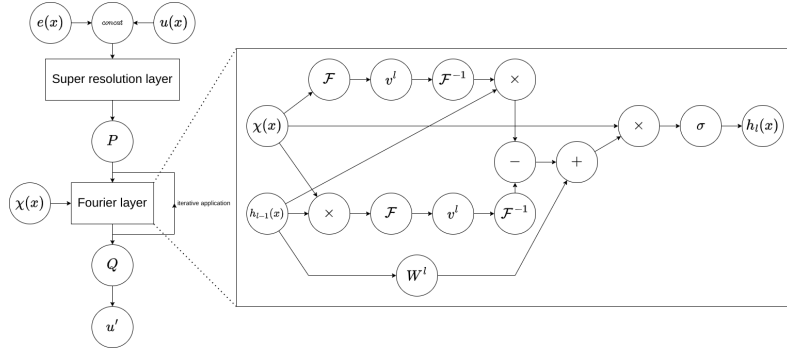 e(x)
concat
u(x)
Super resolution layer
P
χ(x)
Fourier layer
iterative application
Q
u′
F
v^l
F^{-1}
×
χ(x)
×
σ
h_l(x)
−
+
h_{l−1}(x)
×
F
v^l
F^{-1}
W^l